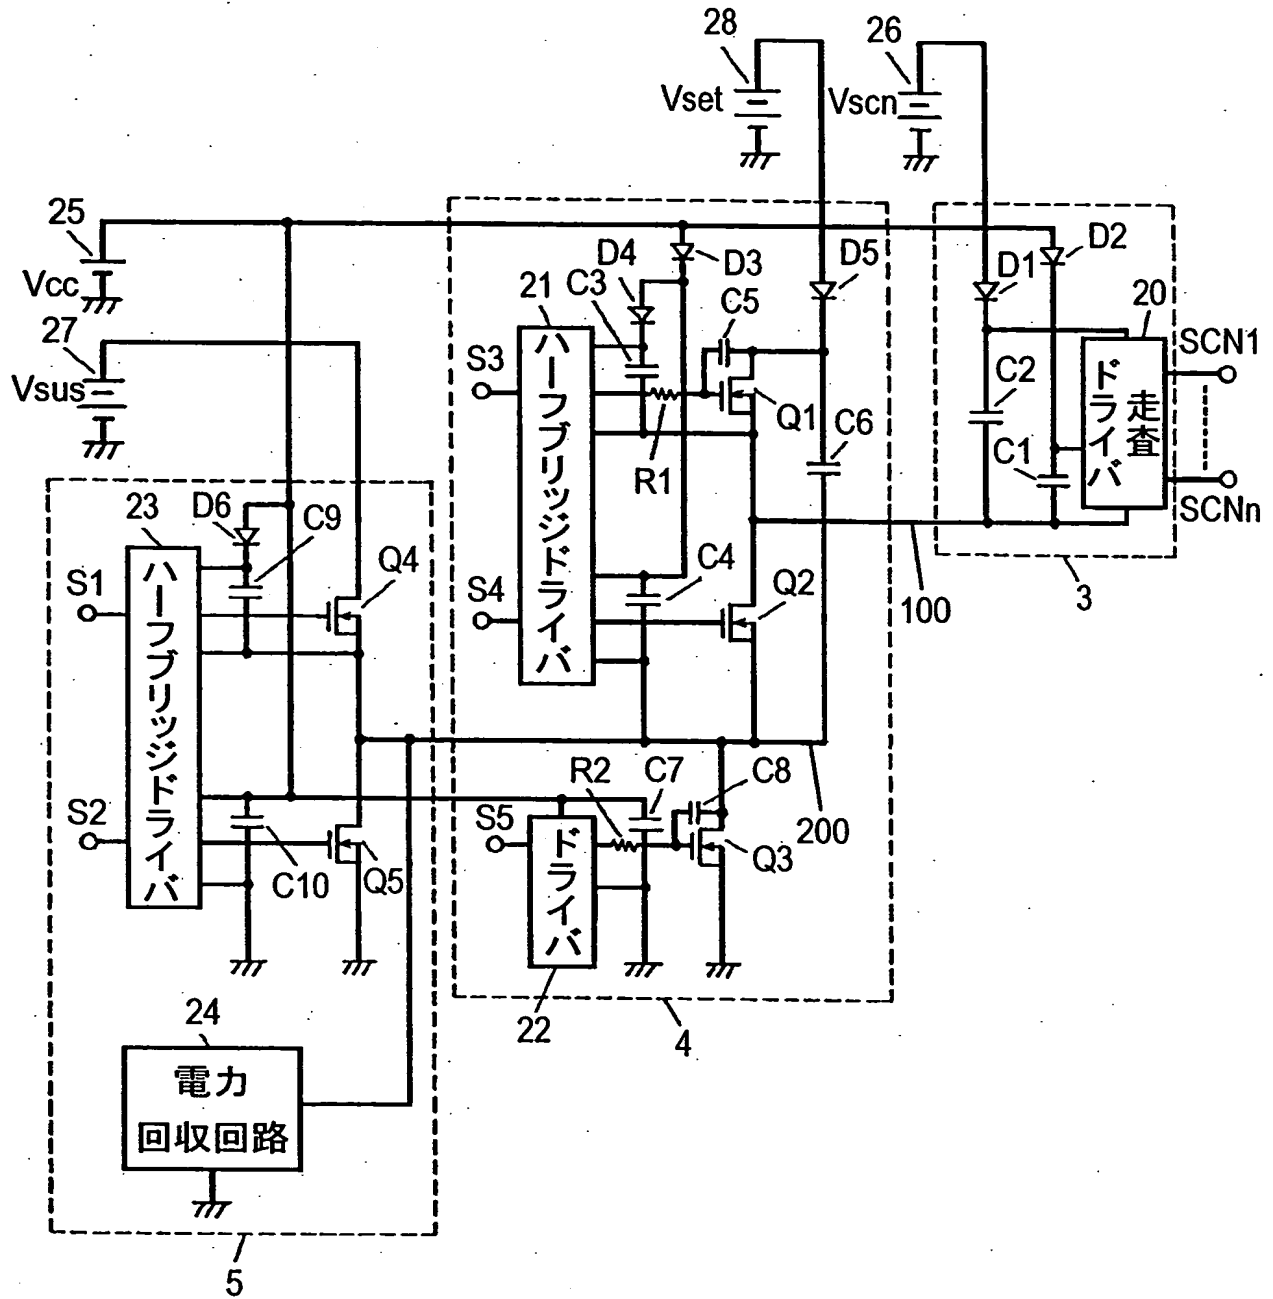 28
26
Vset
Vscn
25
Vcc
27
Vsus
D4
C3
D3
D5
D1
D2
21
C5
20
S3
ハーフブリッジドライバ
R1
Q1
C6
C2
C1
走査
ドライバ
SCN1
SCNn
23
D6
C9
Q4
S1
ハーフブリッジドライバ
S4
C4
Q2
100
3
S2
C10
Q5
S5
R2
C7
C8
Q3
200
ドライバ
22
4
24
電力
回収回路
5